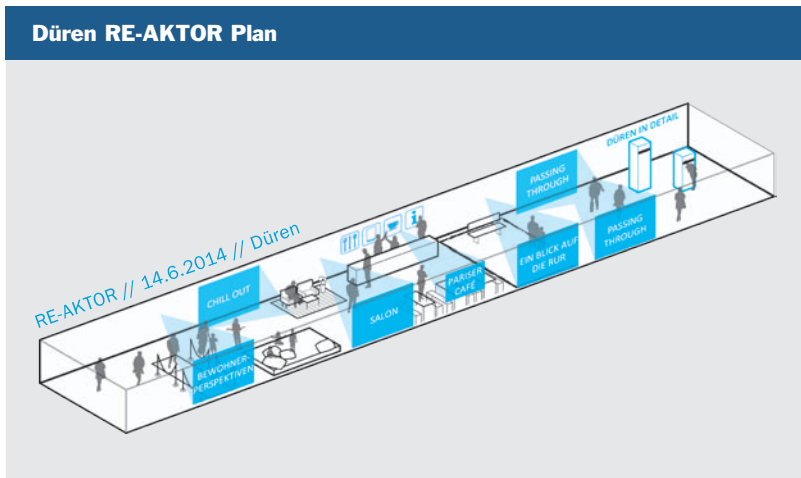 Düren RE-AKTOR Plan
RE-AKTOR // 14.6.2014 // Düren
CHILL OUT
BEWOHNER-
PERSPEKTIVEN
SALON
PARISER
CAFÉ
EIN BLICK AUF
DIE RUR
PASSING
THROUGH
PASSING
THROUGH
DÜREN IN DETAIL